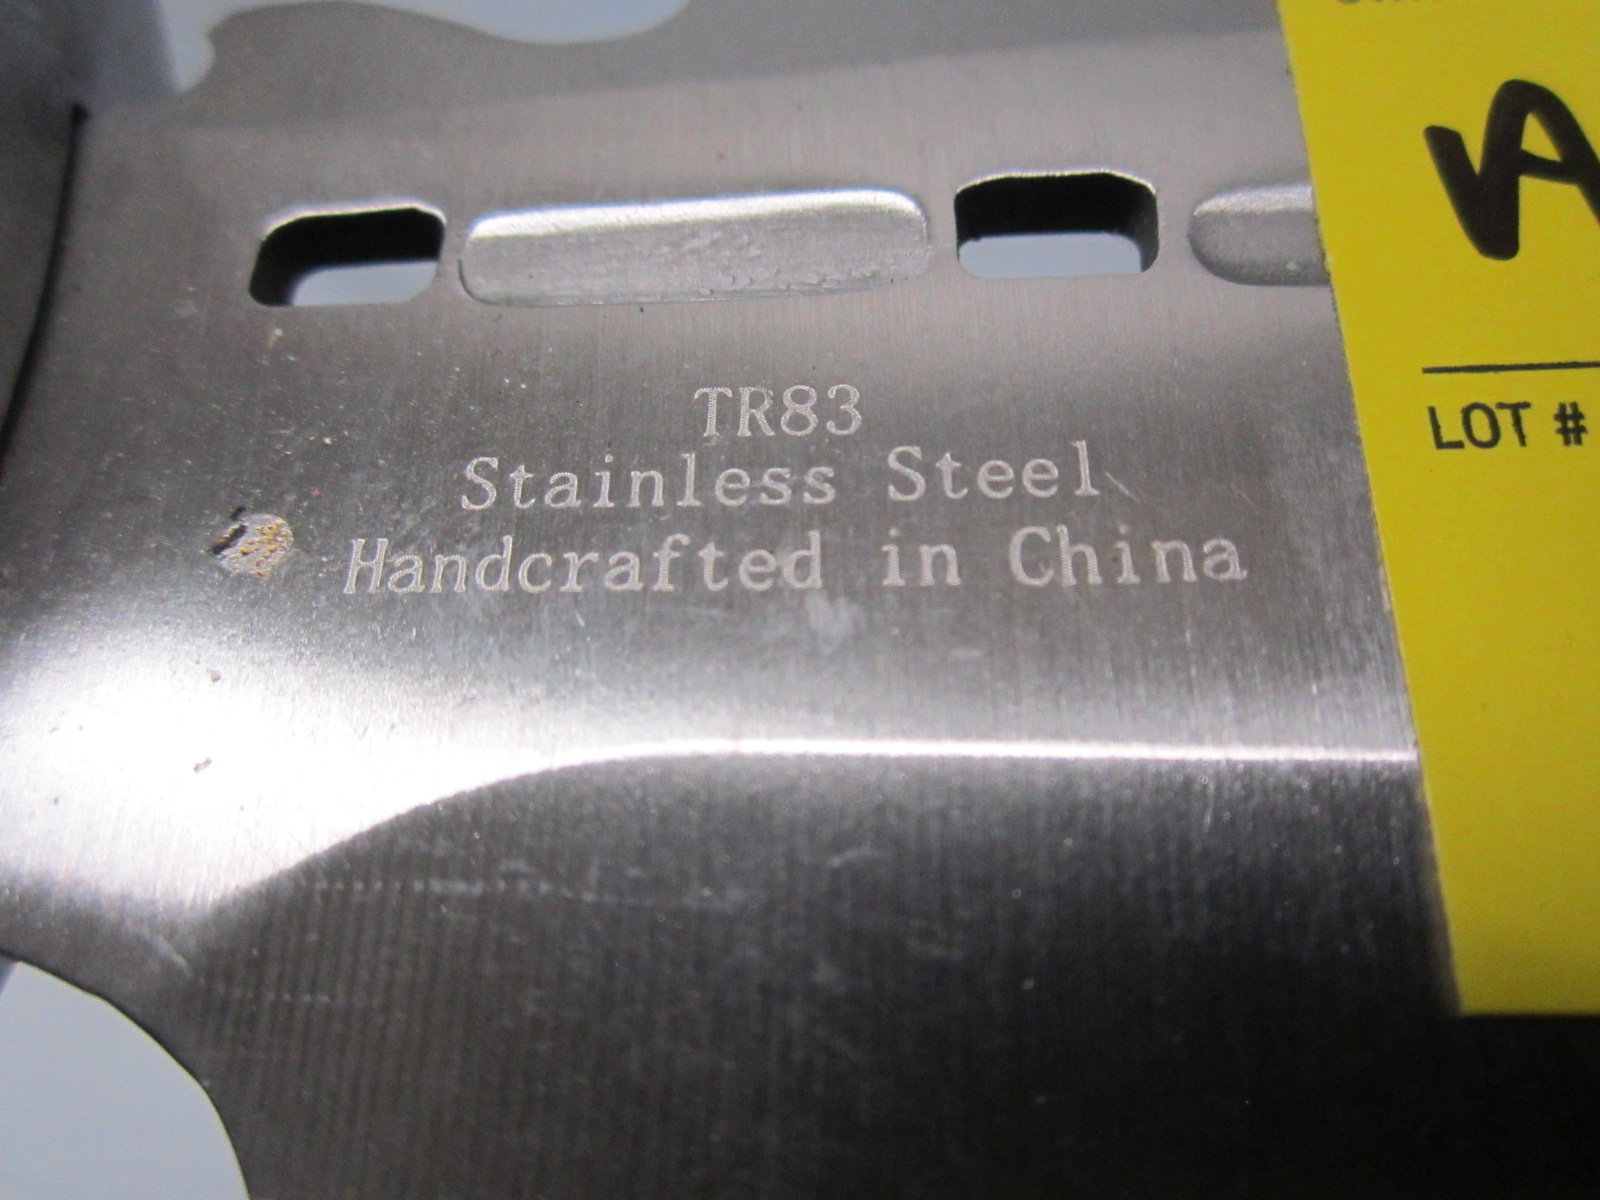 TR83
Stainless Steel
Handcrafted in China
LOT #